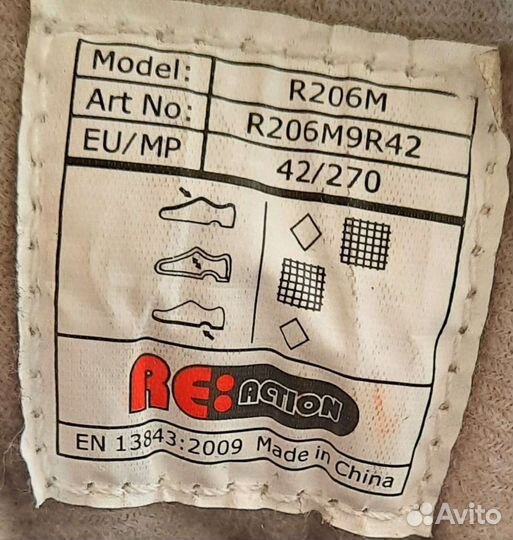 Model: R206M
Art No: R206M9R42
EU/MP 42/270
RE:ACTION
EN 13843:2009 Made in China
Avito